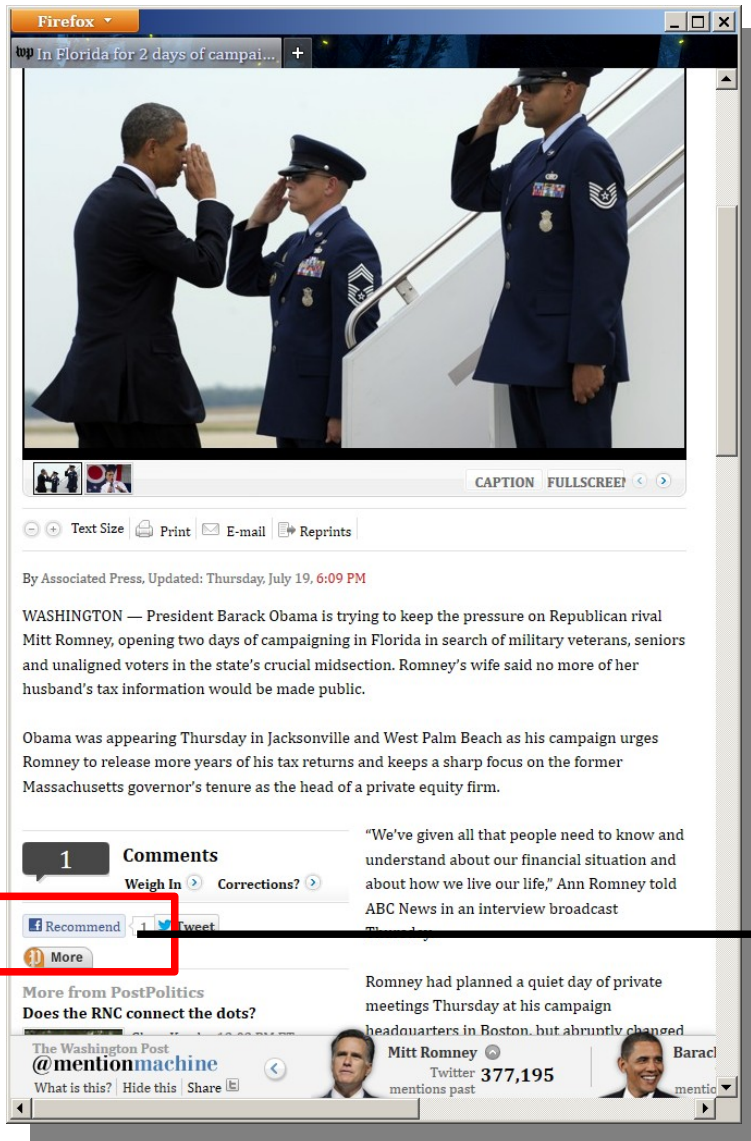 Firefox
wp In Florida for 2 days of campai... +
CAPTION FULLSCREE
Text Size Print E-mail Reprints
By Associated Press, Updated: Thursday, July 19, 6:09 PM
WASHINGTON — President Barack Obama is trying to keep the pressure on Republican rival
Mitt Romney, opening two days of campaigning in Florida in search of military veterans, seniors
and unaligned voters in the state's crucial midsection. Romney's wife said no more of her
husband's tax information would be made public.
Obama was appearing Thursday in Jacksonville and West Palm Beach as his campaign urges
Romney to release more years of his tax returns and keeps a sharp focus on the former
Massachusetts governor's tenure as the head of a private equity firm.
1
Comments
Weigh In Corrections?
Recommend 1 Tweet
More
More from PostPolitics
Does the RNC connect the dots?
“We've given all that people need to know and
understand about our financial situation and
about how we live our life,” Ann Romney told
ABC News in an interview broadcast
Romney had planned a quiet day of private
meetings Thursday at his campaign
headquarters in Boston, but abruptly changed
The Washington Post
@mentionmachine
What is this? Hide this Share
Mitt Romney
Twitter 377,195
mentions past
Barac
mentio